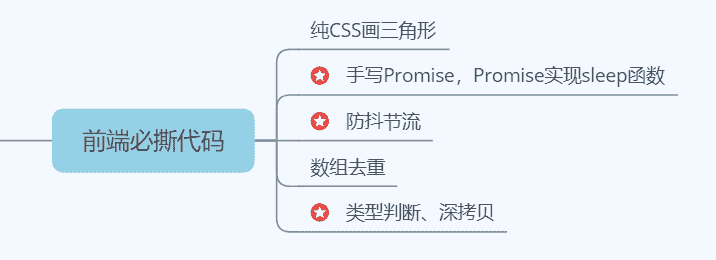 纯CSS画三角形
手写Promise，Promise实现sleep函数
前端必撕代码
防抖节流
数组去重
类型判断、深拷贝